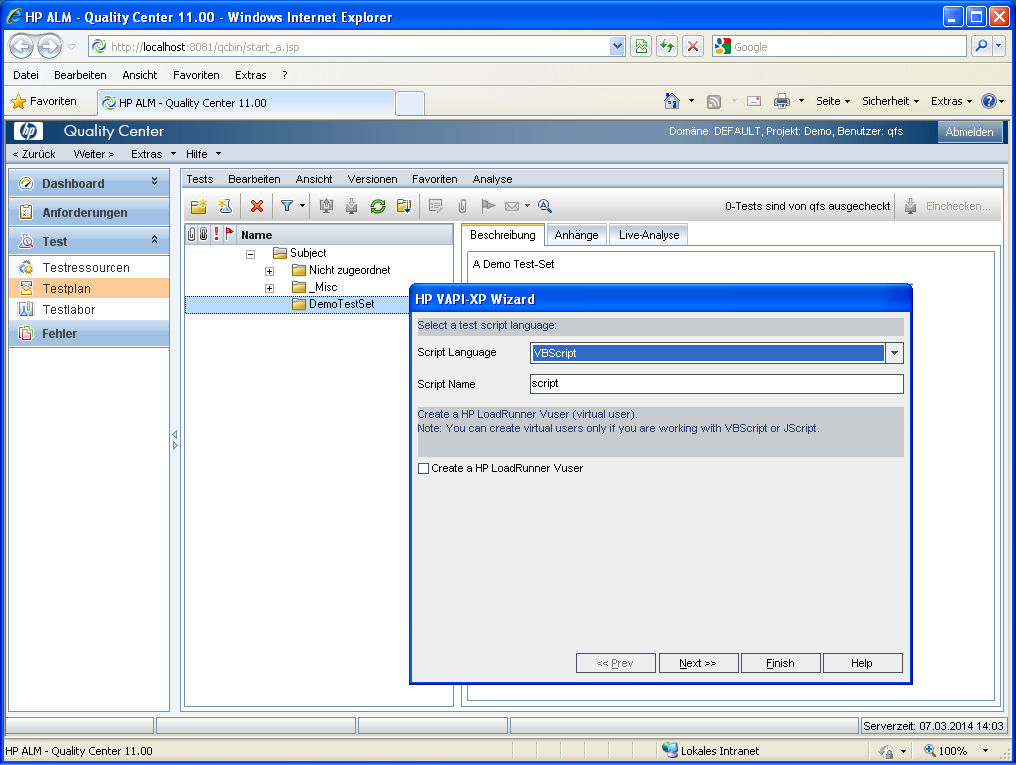 HP ALM - Quality Center 11.00 - Windows Internet Explorer
http://localhost:8081/qcbin/start_a.jsp
Google
Datei Bearbeiten Ansicht Favoriten Extras ?
Favoriten HP ALM - Quality Center 11.00 Seite Sicherheit Extras
hp Quality Center Domäne: DEFAULT, Projekt: Demo, Benutzer: qfs Abmelden
< Zurück Weiter > Extras Hilfe
Dashboard
Anforderungen
Test
Testressourcen
Testplan
Testlabor
Fehler
Tests Bearbeiten Ansicht Versionen Favoriten Analyse
0-Tests sind von qfs ausgecheckt Einchecken...
Name
Subject
Nicht zugeordnet
_Misc
DemoTestSet
Beschreibung Anhänge Live-Analyse
A Demo Test-Set
HP VAPI-XP Wizard
Select a test script language:
Script Language VBScript
Script Name script
Create a HP LoadRunner Vuser (virtual user).
Note: You can create virtual users only if you are working with VBScript or JScript.
Create a HP LoadRunner Vuser
<< Prev Next >> Finish Help
Serverzeit: 07.03.2014 14:03
HP ALM - Quality Center 11.00 Lokales Intranet 100%